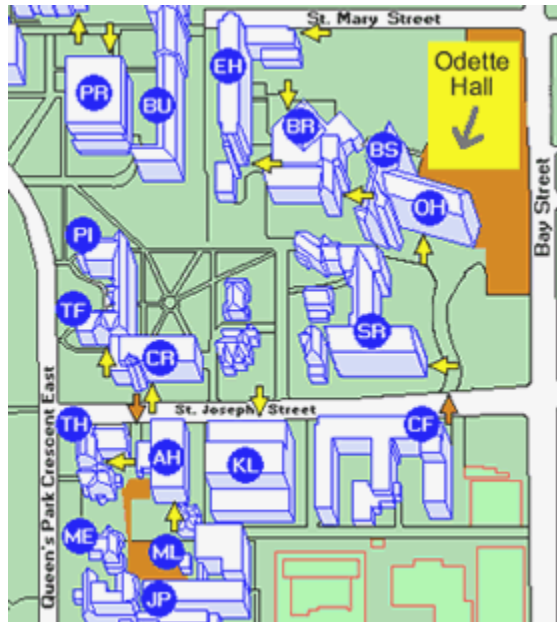 St. Mary Street
EH
Odette
Hall
PR
BU
BR
BS
OH
Bay Street
PI
TF
SR
CR
St. Joseph Street
Queen's Park Crescent East
TH
AH
KL
CF
ME
ML
JP